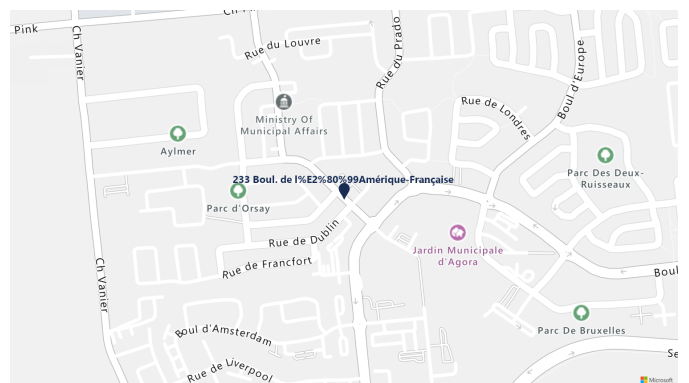 Pink
Ch Vanier
Rue du Louvre
Rue du Prado
Boul d'Europe
Rue de Londres
Ministry Of
Municipal Affairs
Aylmer
Parc Des Deux-
Ruisseaux
233 Boul. de l%E2%80%99Amérique-Française
Parc d'Orsay
Rue de Dublin
Jardin Municipale
d'Agora
Rue de Francfort
Ch Vanier
Boul
Parc De Bruxelles
Boul d'Amsterdam
Rue de Liverpool
Microsoft